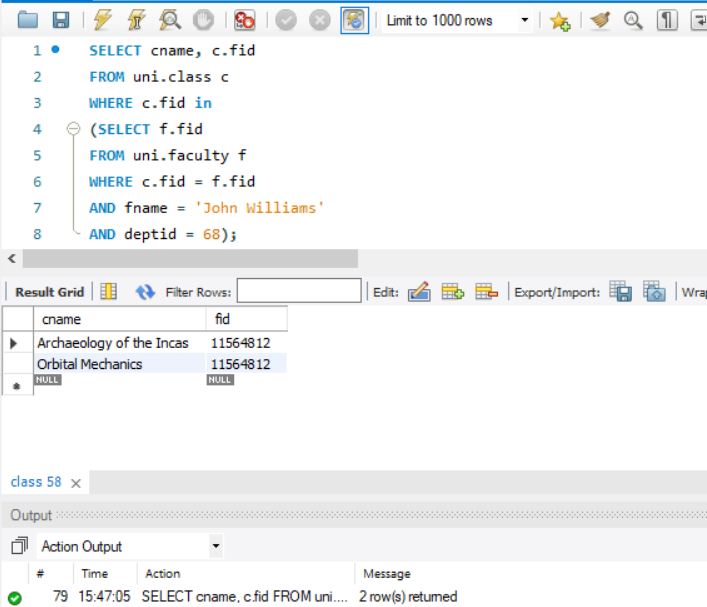 Limit to 1000 rows
1 SELECT cname, c.fid
2 FROM uni.class c
3 WHERE c.fid in
4 (SELECT f.fid
5 FROM uni.faculty f
6 WHERE c.fid = f.fid
7 AND fname = 'John Williams'
8 AND deptid = 68);
Result Grid Filter Rows: Edit: Export/Import: Wrap
cname fid
Archaeology of the Incas 11564812
Orbital Mechanics 11564812
NULL NULL
class 58
Output
Action Output
# Time Action Message
79 15:47:05 SELECT cname, c.fid FROM uni.... 2 row(s) returned